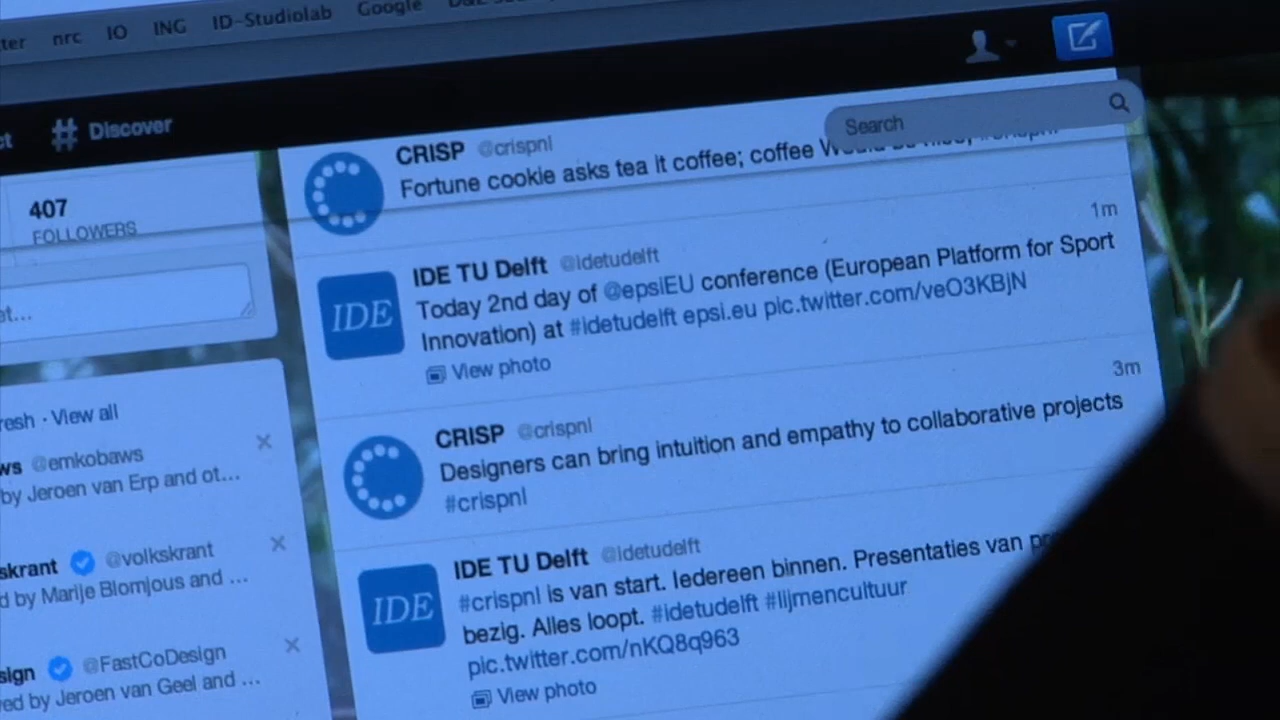 nrc IO ING ID-Studiolab Google
# Discover
Search
407
FOLLOWERS
CRISP @crispnl
Fortune cookie asks tea it coffee; coffee
1m
IDE
IDE TU Delft @idetudelft
Today 2nd day of @epsiEU conference (European Platform for Sport
Innovation) at #idetudelft epsi.eu pic.twitter.com/veO3KBjN
View photo
3m
CRISP @crispnl
Designers can bring intuition and empathy to collaborative projects
#crispnl
IDE
IDE TU Delft @idetudelft
#crispnl is van start. Iedereen binnen. Presentaties van
bezig. Alles loopt. #idetudelft #lijmencultuur
pic.twitter.com/nKQ8q963
View photo
· View all
@emkobaws
by Jeroen van Erp and ot...
@volkskrant
by Marije Blomjous and ...
@FastCoDesign
by Jeroen van Geel and ...